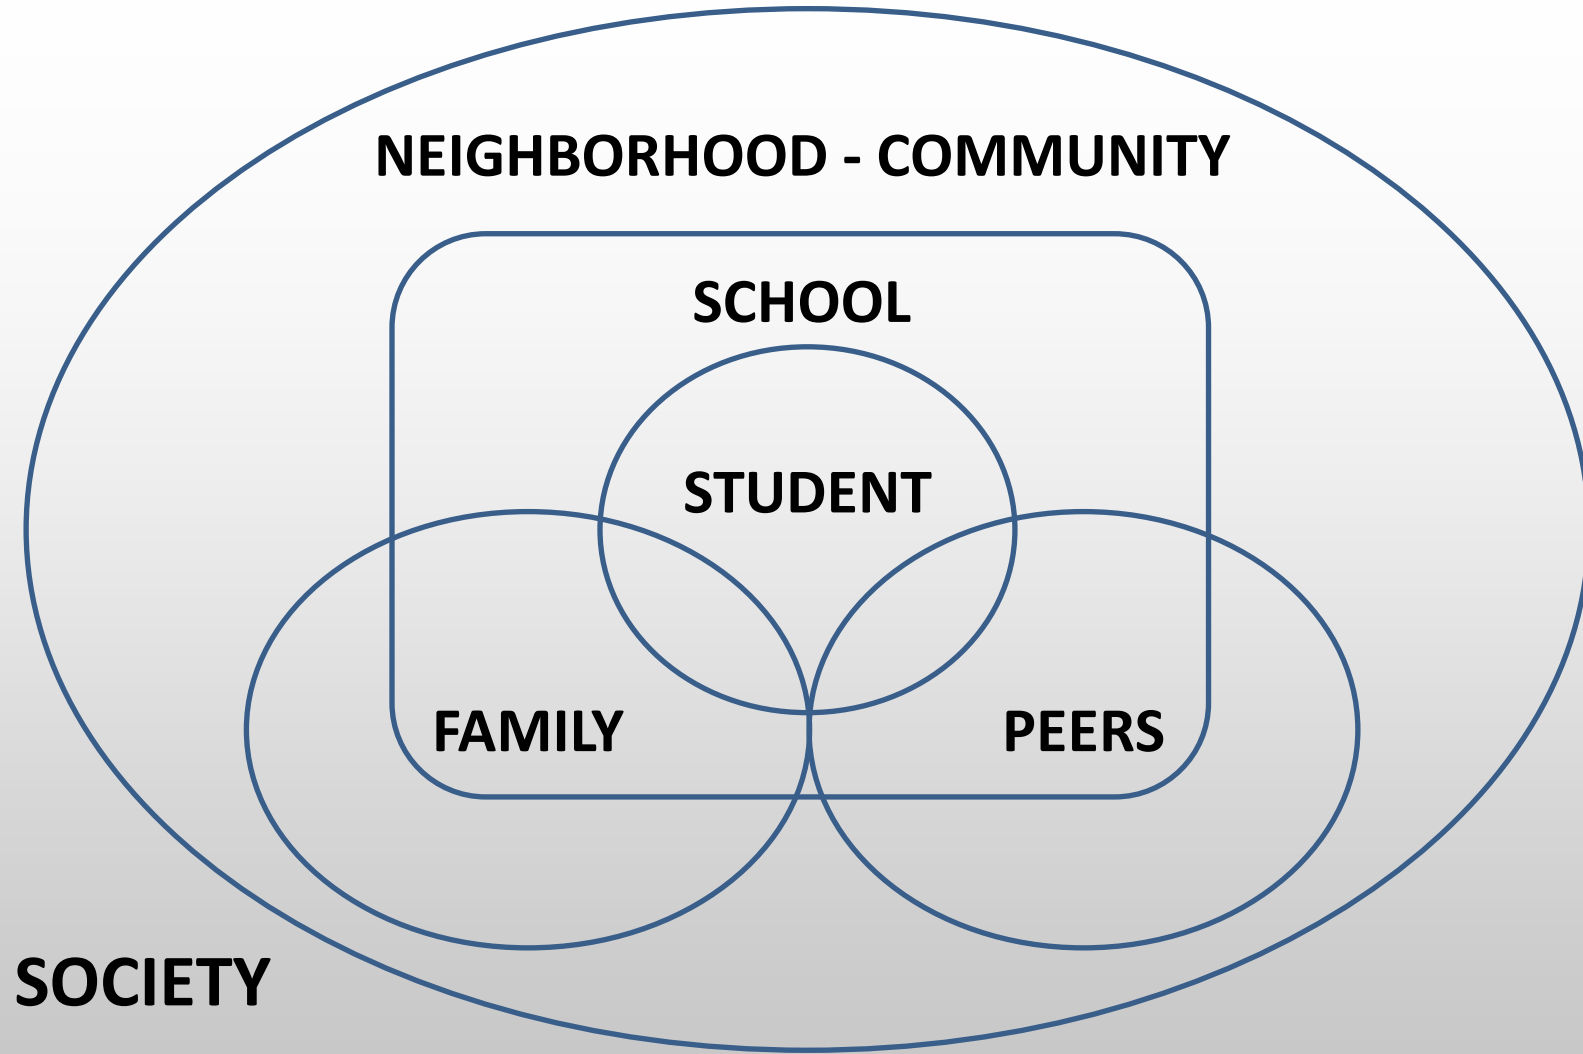 NEIGHBORHOOD - COMMUNITY
SCHOOL
STUDENT
FAMILY
PEERS
SOCIETY